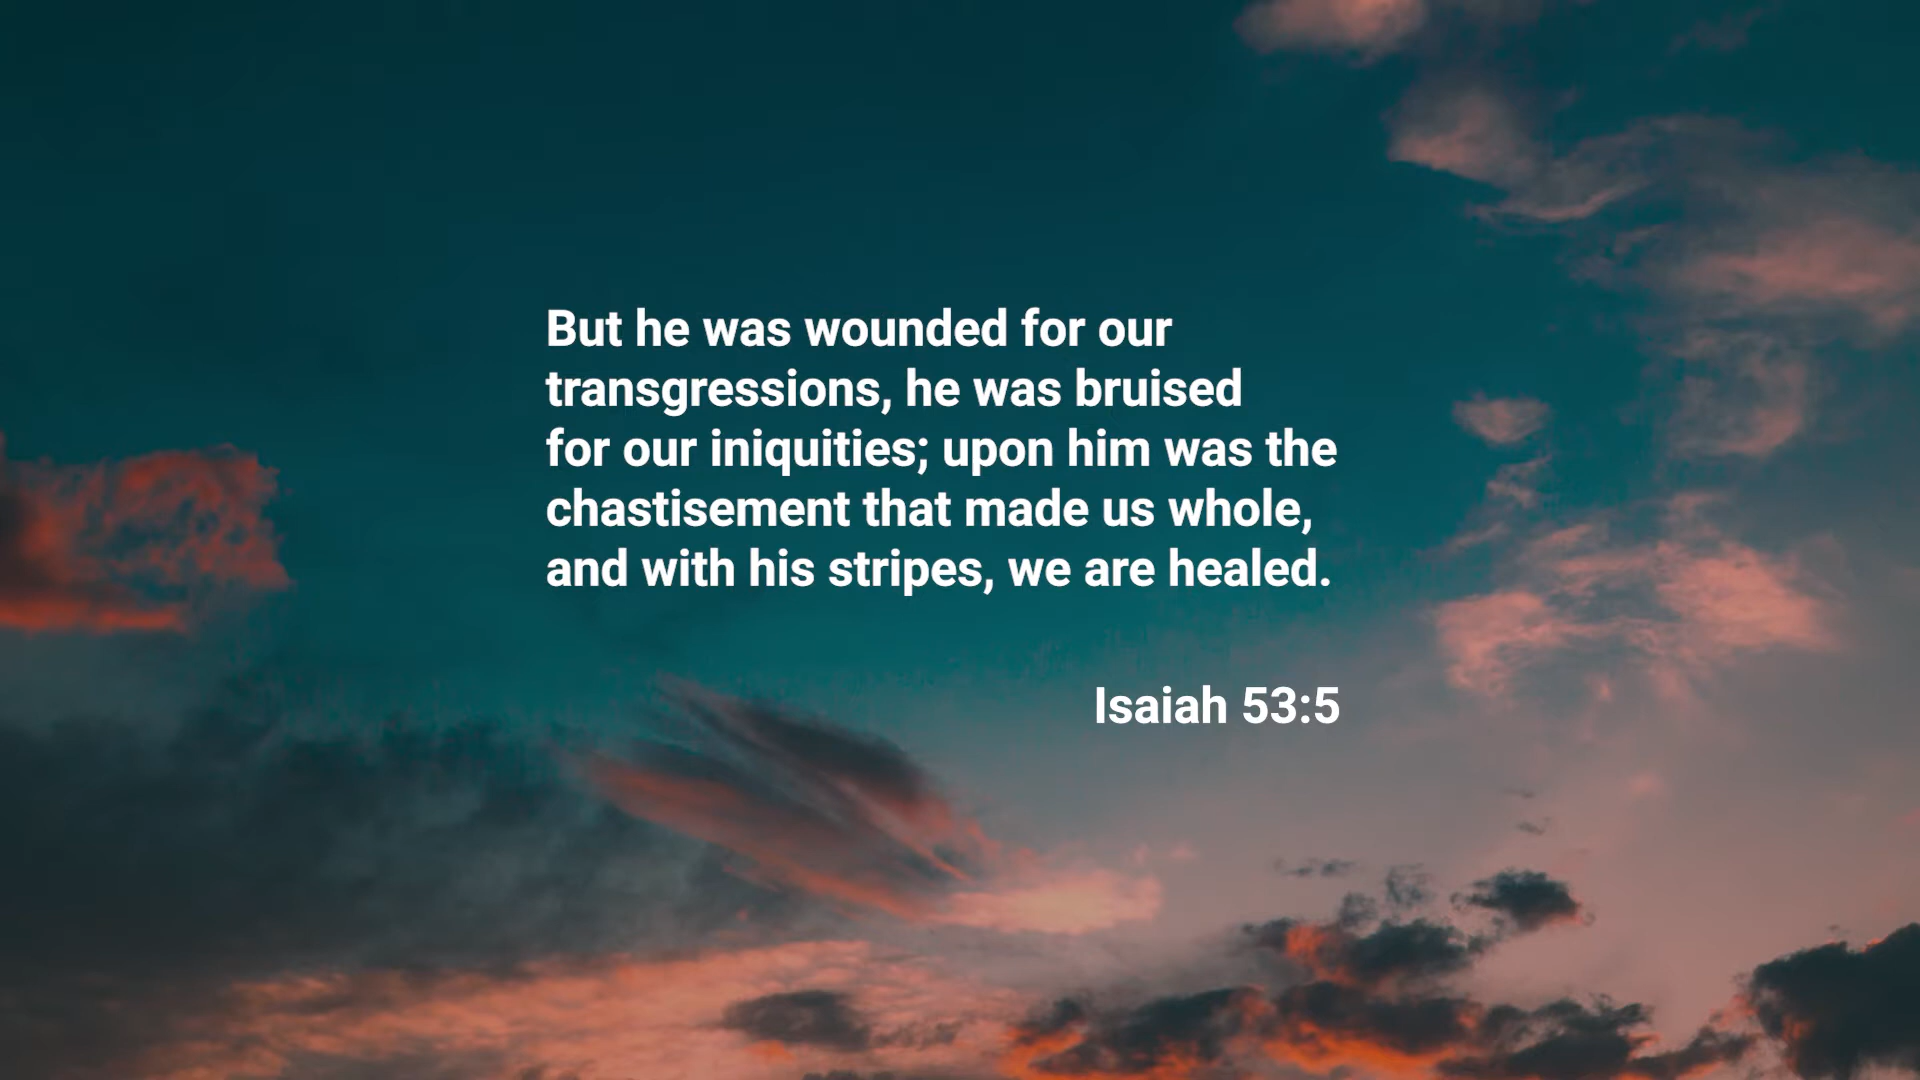 But he was wounded for our
transgressions, he was bruised
for our iniquities; upon him was the
chastisement that made us whole,
and with his stripes, we are healed.
Isaiah 53:5